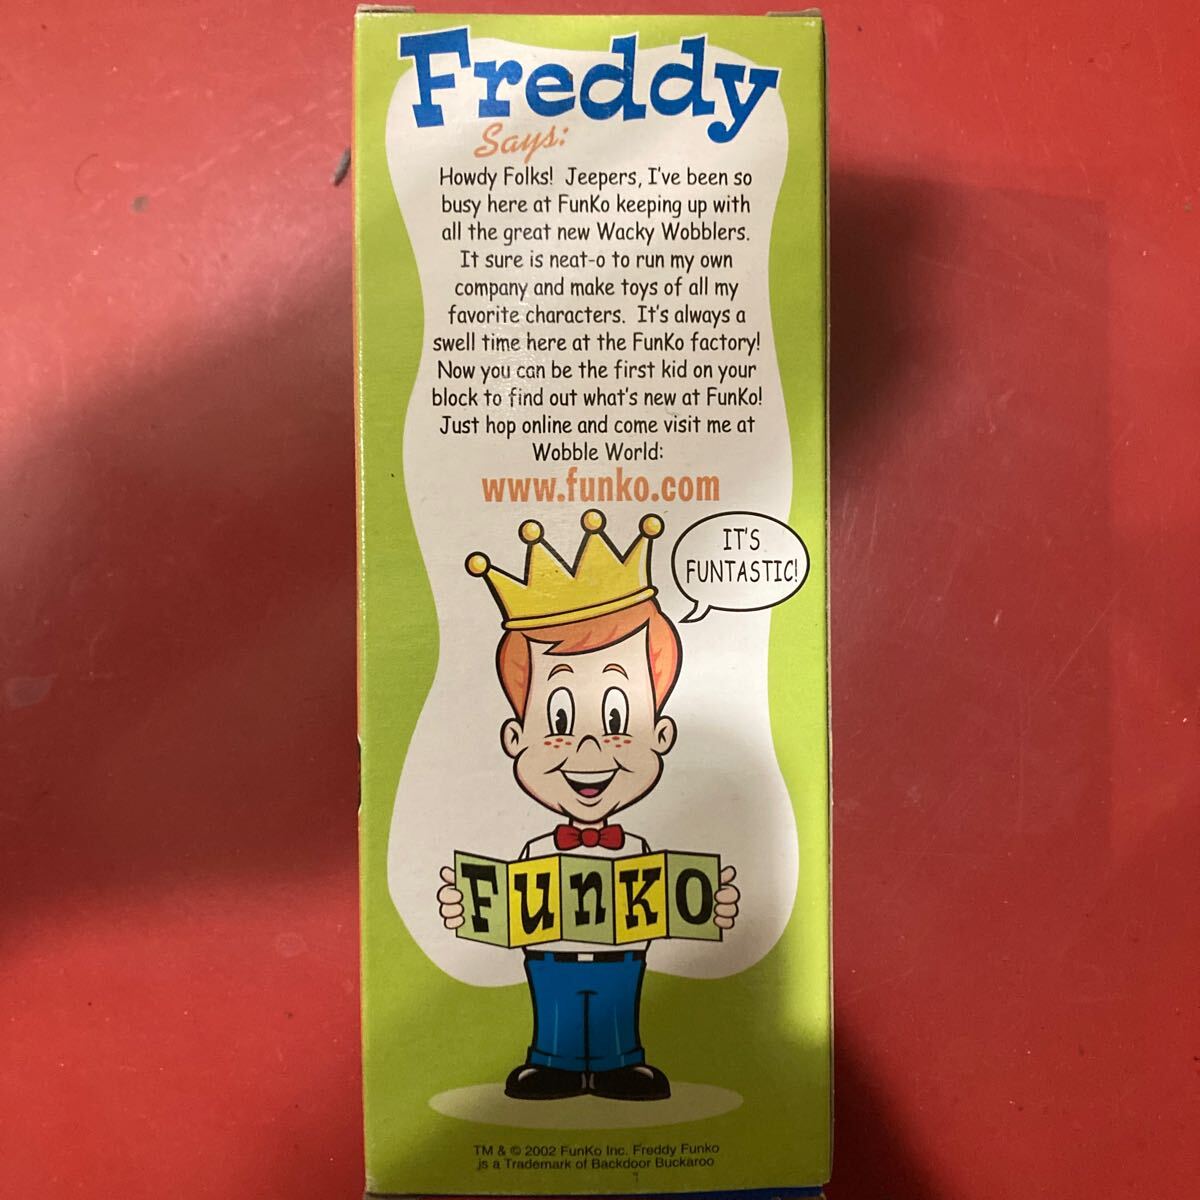 Freddy
Says:
Howdy Folks! Jeepers, I've been so
busy here at FunKo keeping up with
all the great new Wacky Wobblers.
It sure is neat-o to run my own
company and make toys of all my
favorite characters. It's always a
swell time here at the FunKo factory!
Now you can be the first kid on your
block to find out what's new at FunKo!
Just hop online and come visit me at
Wobble World:
www.funko.com
IT'S
FUNTASTIC!
FunKo
TM & © 2002 FunKo Inc. Freddy Funko
is a Trademark of Backdoor Buckaroo